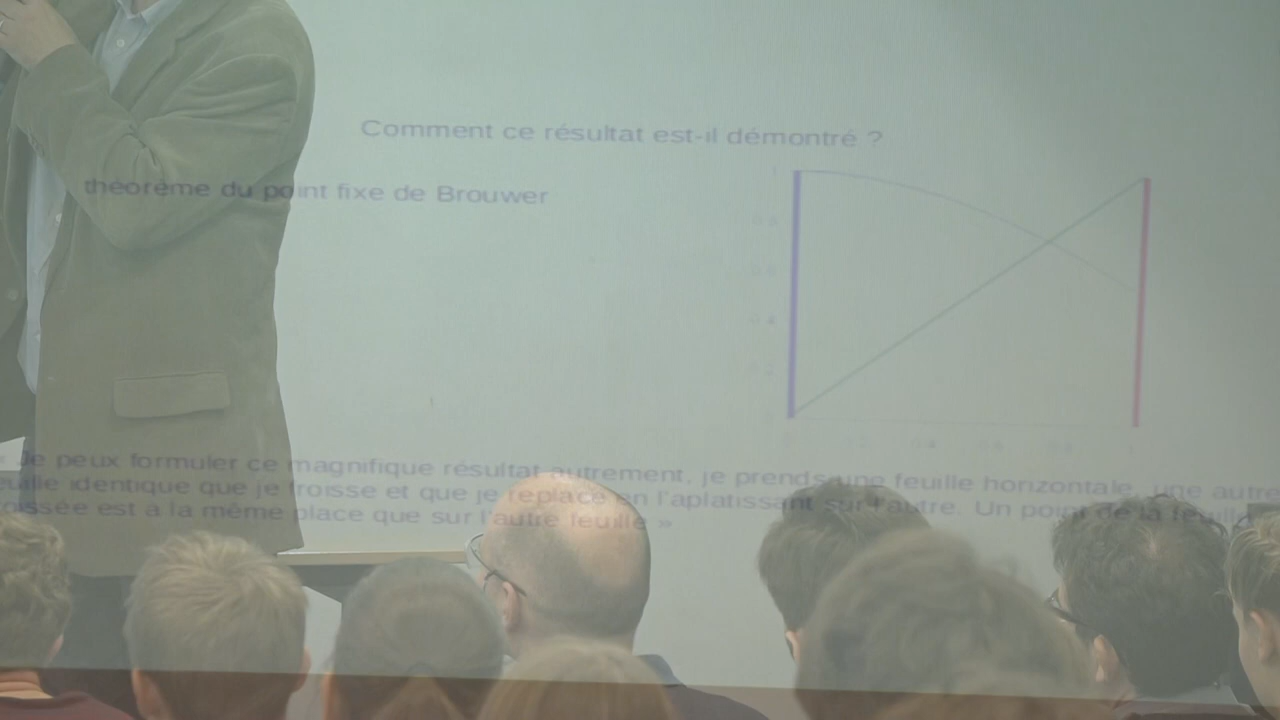 Comment ce résultat est-il démontré ?
théorème du point fixe de Brouwer
« Je peux formuler ce magnifique résultat autrement, je prends une feuille horizontale, une autre
feuille identique que je froisse et que je replace en l'aplatissant sur l'autre. Un point de la feuille
froissée est à la même place que sur l'autre feuille »